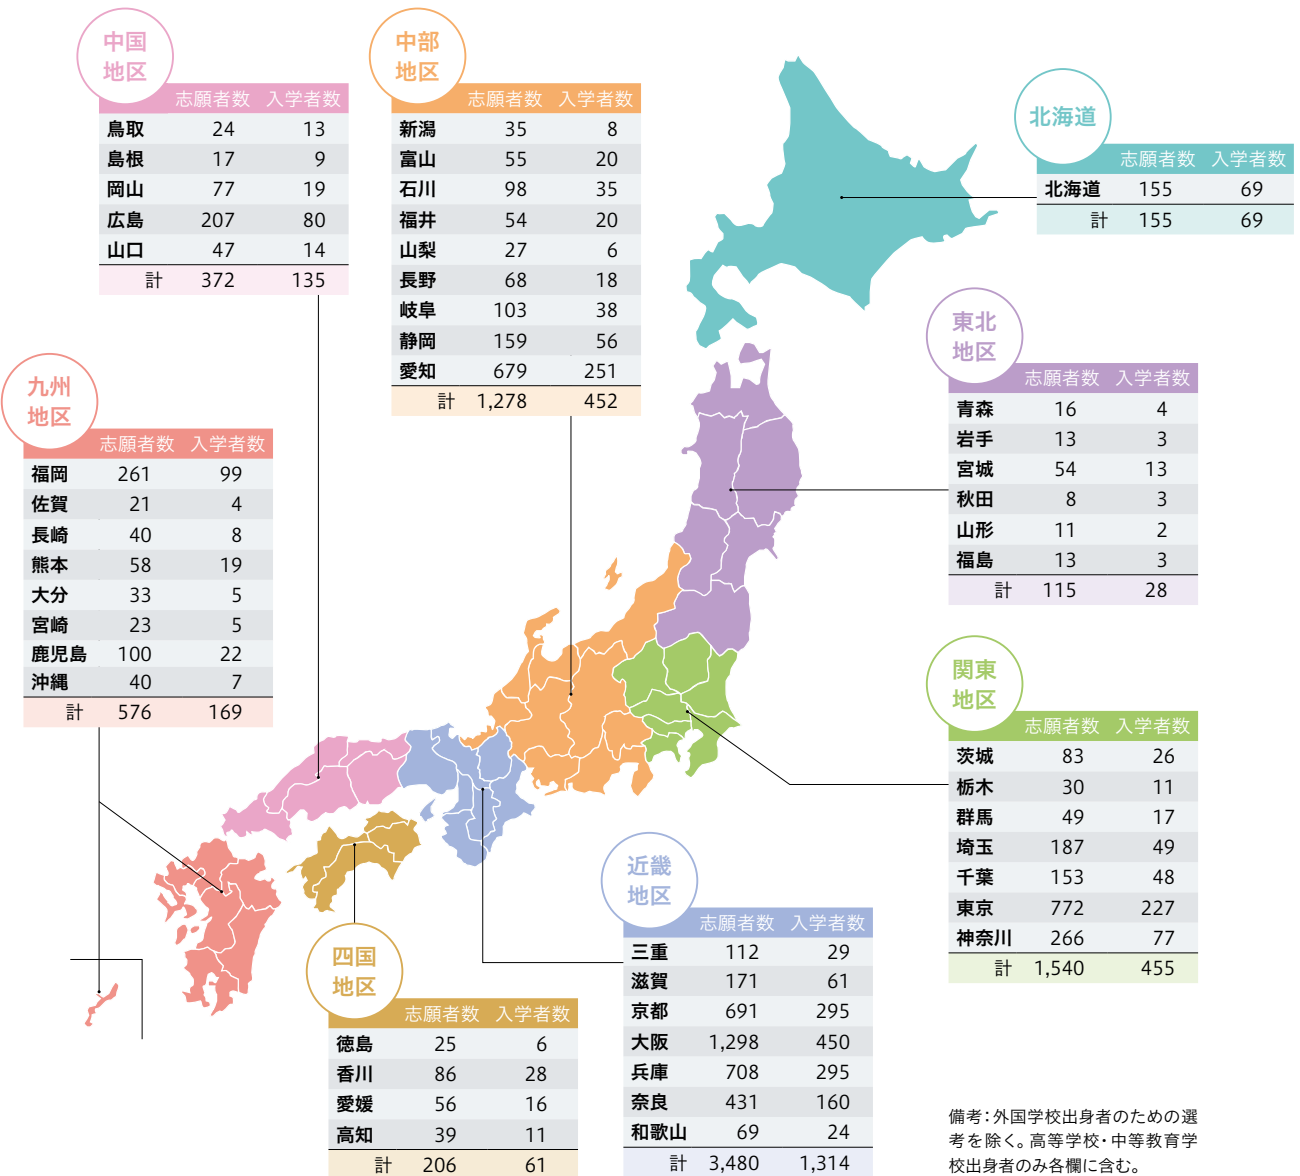 中国
地区
志願者数 入学者数
鳥取 24 13
島根 17 9
岡山 77 19
広島 207 80
山口 47 14
計 372 135
中部
地区
志願者数 入学者数
新潟 35 8
富山 55 20
石川 98 35
福井 54 20
山梨 27 6
長野 68 18
岐阜 103 38
静岡 159 56
愛知 679 251
計 1,278 452
北海道
志願者数 入学者数
北海道 155 69
計 155 69
東北
地区
志願者数 入学者数
青森 16 4
岩手 13 3
宮城 54 13
秋田 8 3
山形 11 2
福島 13 3
計 115 28
九州
地区
志願者数 入学者数
福岡 261 99
佐賀 21 4
長崎 40 8
熊本 58 19
大分 33 5
宮崎 23 5
鹿児島 100 22
沖縄 40 7
計 576 169
関東
地区
志願者数 入学者数
茨城 83 26
栃木 30 11
群馬 49 17
埼玉 187 49
千葉 153 48
東京 772 227
神奈川 266 77
計 1,540 455
四国
地区
志願者数 入学者数
徳島 25 6
香川 86 28
愛媛 56 16
高知 39 11
計 206 61
近畿
地区
志願者数 入学者数
三重 112 29
滋賀 171 61
京都 691 295
大阪 1,298 450
兵庫 708 295
奈良 431 160
和歌山 69 24
計 3,480 1,314
備考：外国学校出身者のための選
考を除く。高等学校・中等教育学
校出身者のみ各欄に含む。